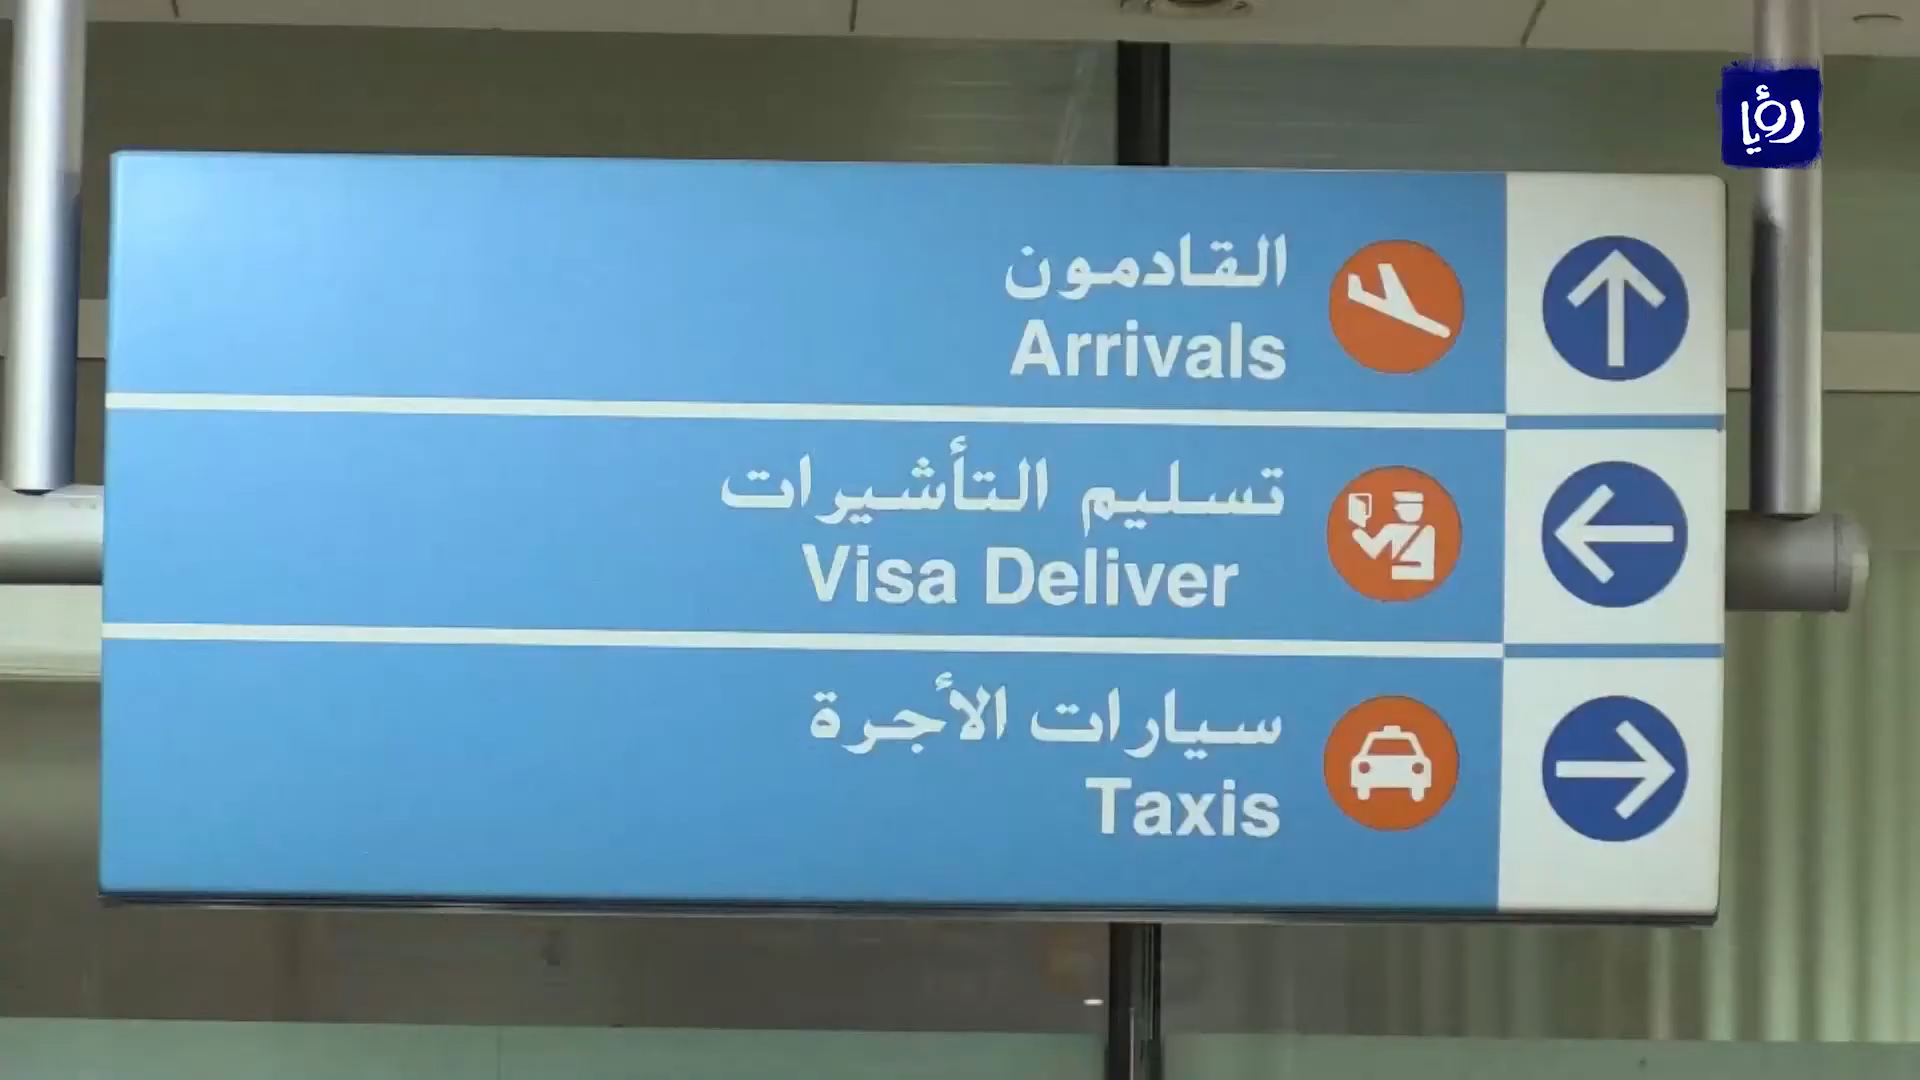 رؤيا
القادمون
Arrivals
تسليم التأشيرات
Visa Deliver
سيارات الأجرة
Taxis